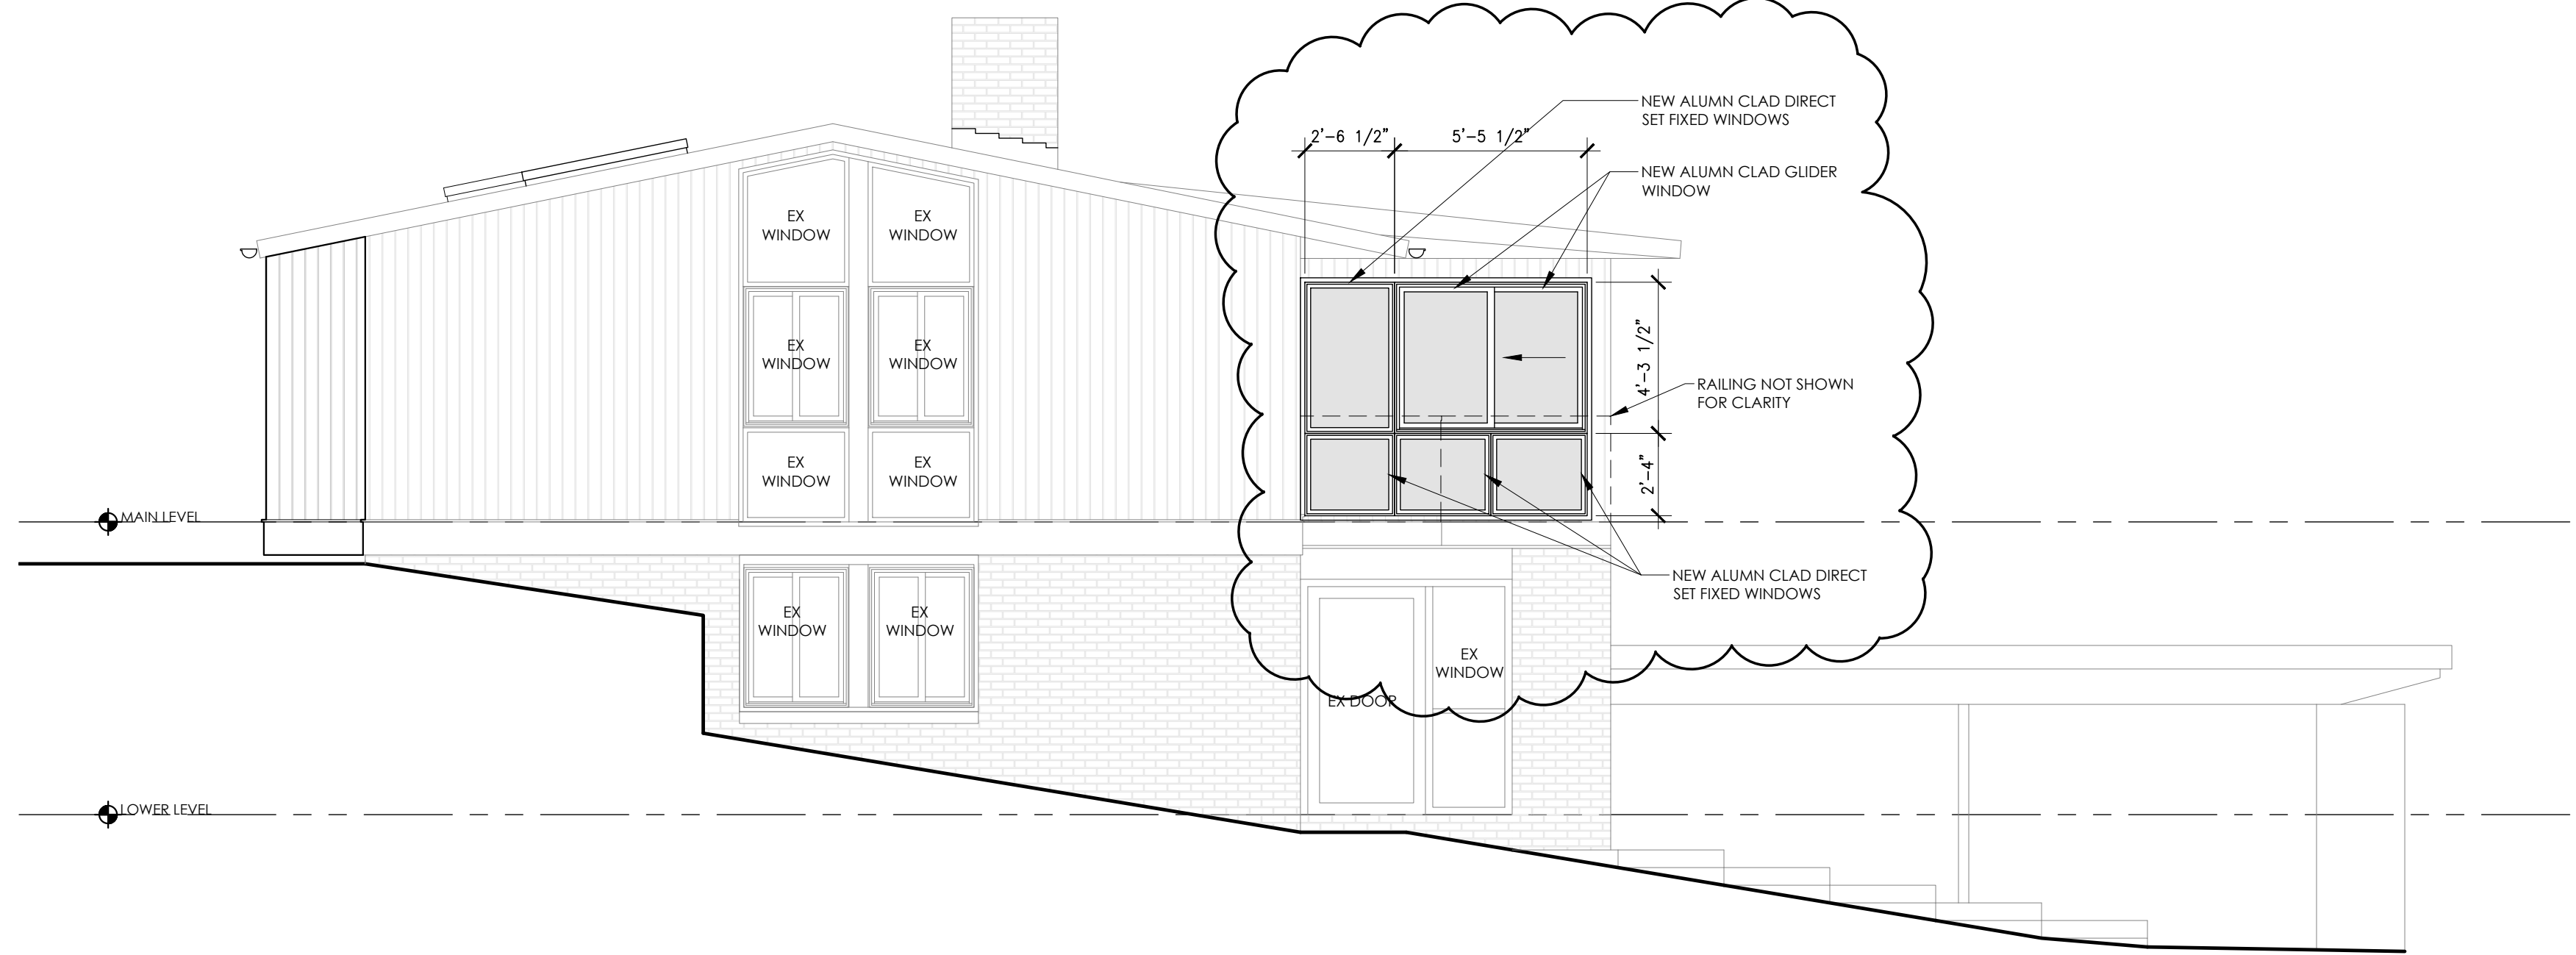 NEW ALUMN CLAD DIRECT
SET FIXED WINDOWS
2'-6 1/2"
5'-5 1/2"
NEW ALUMN CLAD GLIDER
WINDOW
EX
WINDOW
EX
WINDOW
EX
WINDOW
EX
WINDOW
4'-3 1/2"
RAILING NOT SHOWN
FOR CLARITY
EX
WINDOW
EX
WINDOW
2'-4"
MAIN LEVEL
NEW ALUMN CLAD DIRECT
SET FIXED WINDOWS
EX
WINDOW
EX
WINDOW
EX
WINDOW
EX DOOR
LOWER LEVEL